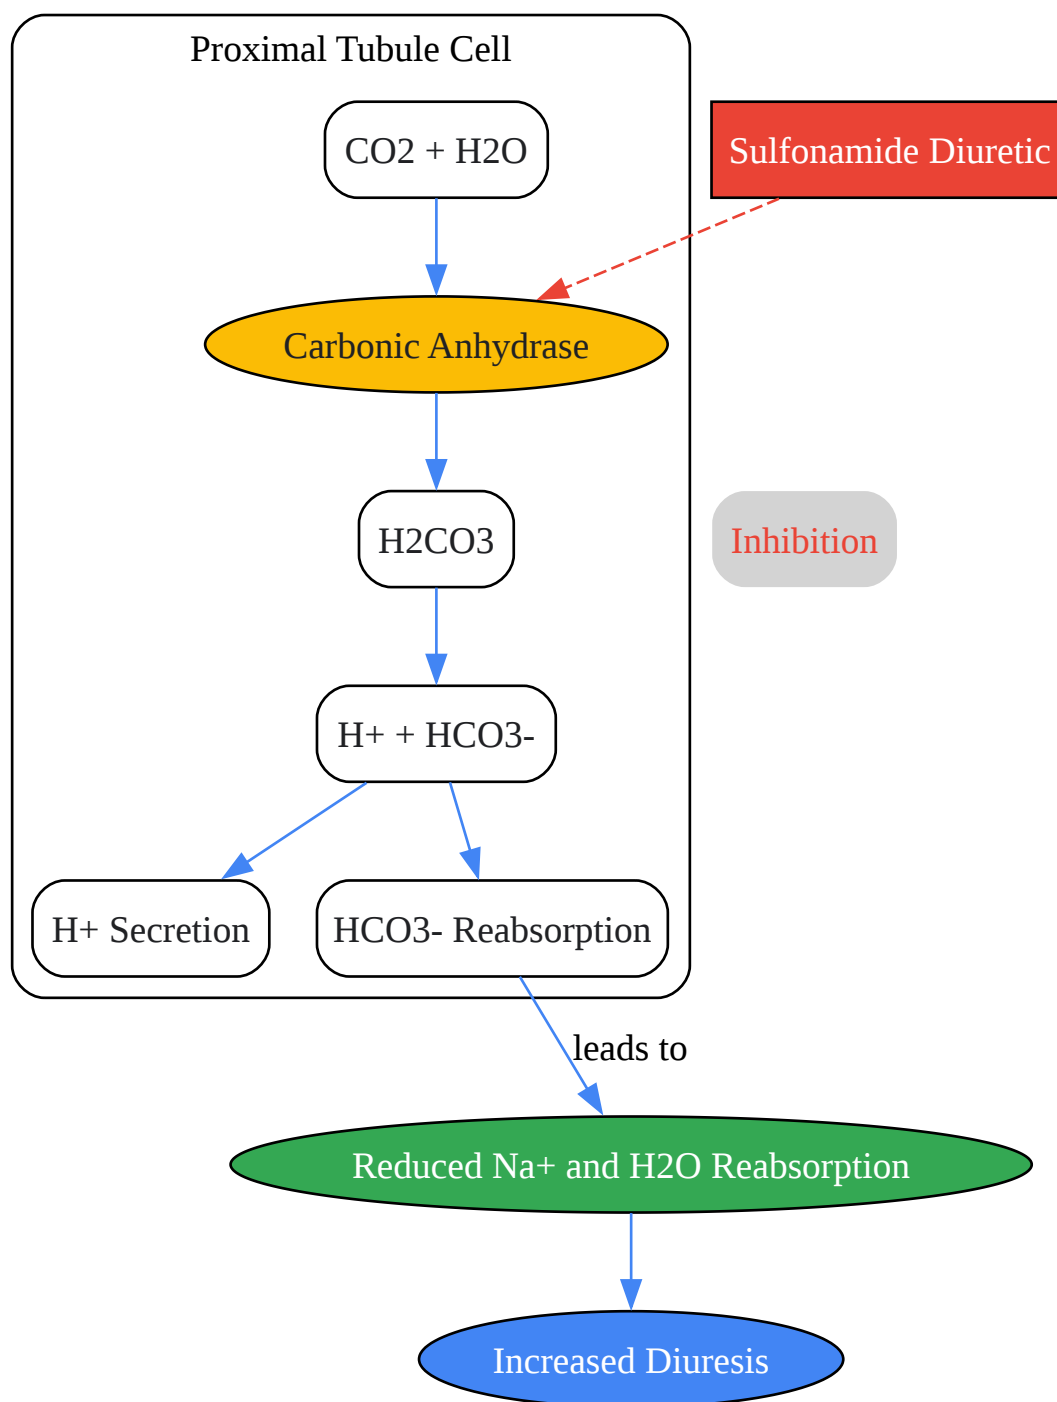 Proximal Tubule Cell
CO2 + H2O
Sulfonamide Diuretic
Carbonic Anhydrase
H2CO3
Inhibition
H+ + HCO3-
H+ Secretion
HCO3- Reabsorption
leads to
Reduced Na+ and H2O Reabsorption
Increased Diuresis